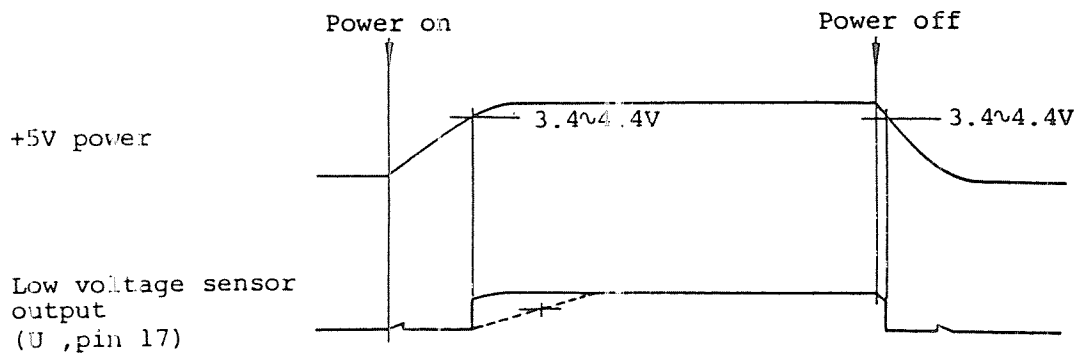 Power on
Power off
3.4~4.4V
3.4~4.4V
+5V power
Low voltage sensor
output
(U ,pin 17)